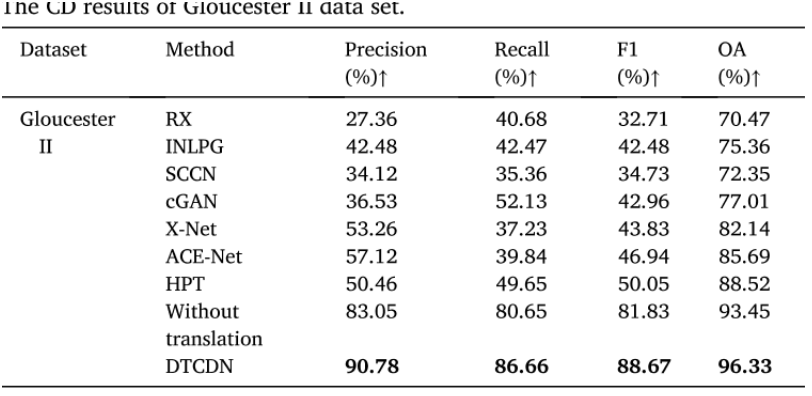 The CD results of Gloucester II data set.
Dataset Method Precision Recall F1 OA
(%)↑ (%)↑ (%)↑ (%)↑
Gloucester RX 27.36 40.68 32.71 70.47
II INLPG 42.48 42.47 42.48 75.36
SCCN 34.12 35.36 34.73 72.35
cGAN 36.53 52.13 42.96 77.01
X-Net 53.26 37.23 43.83 82.14
ACE-Net 57.12 39.84 46.94 85.69
HPT 50.46 49.65 50.05 88.52
Without 83.05 80.65 81.83 93.45
translation
DTCDN 90.78 86.66 88.67 96.33